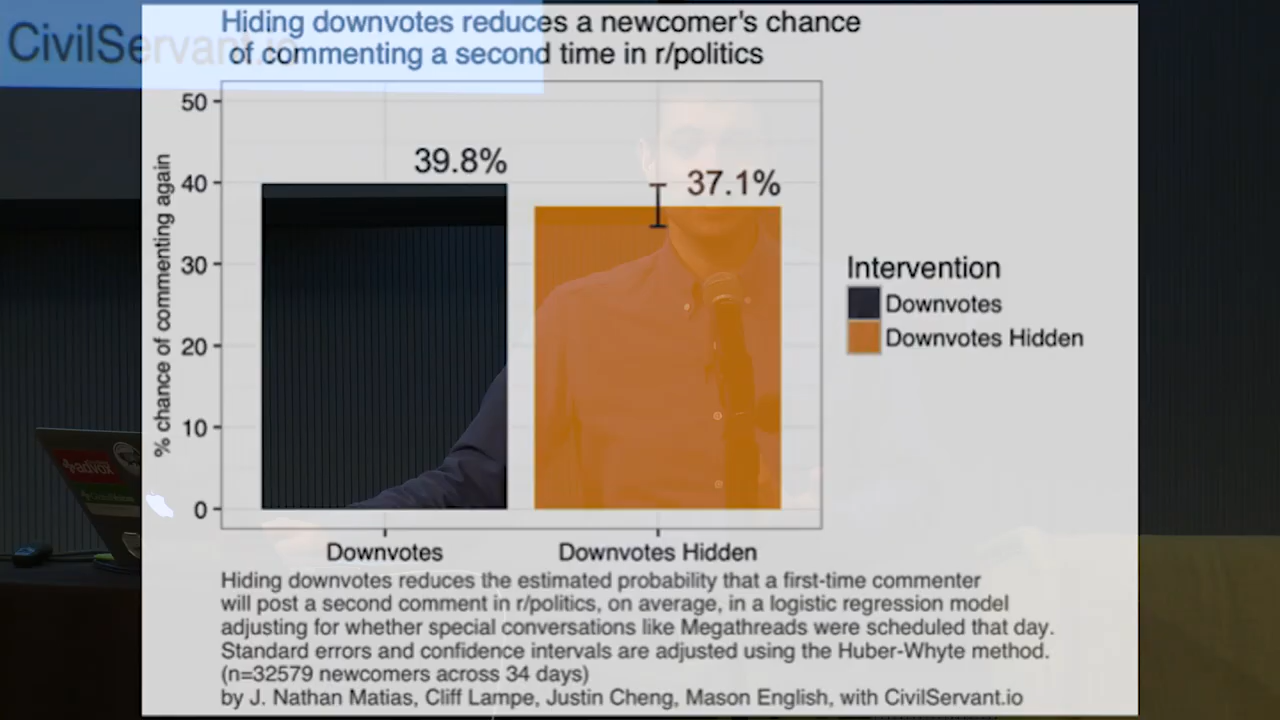 CivilServant.io
Hiding downvotes reduces a newcomer's chance
of commenting a second time in r/politics
% chance of commenting again
50
40
30
20
10
0
39.8%
37.1%
Downvotes
Downvotes Hidden
Intervention
Downvotes
Downvotes Hidden
Hiding downvotes reduces the estimated probability that a first-time commenter
will post a second comment in r/politics, on average, in a logistic regression model
adjusting for whether special conversations like Megathreads were scheduled that day.
Standard errors and confidence intervals are adjusted using the Huber-Whyte method.
(n=32579 newcomers across 34 days)
by J. Nathan Matias, Cliff Lampe, Justin Cheng, Mason English, with CivilServant.io
advox